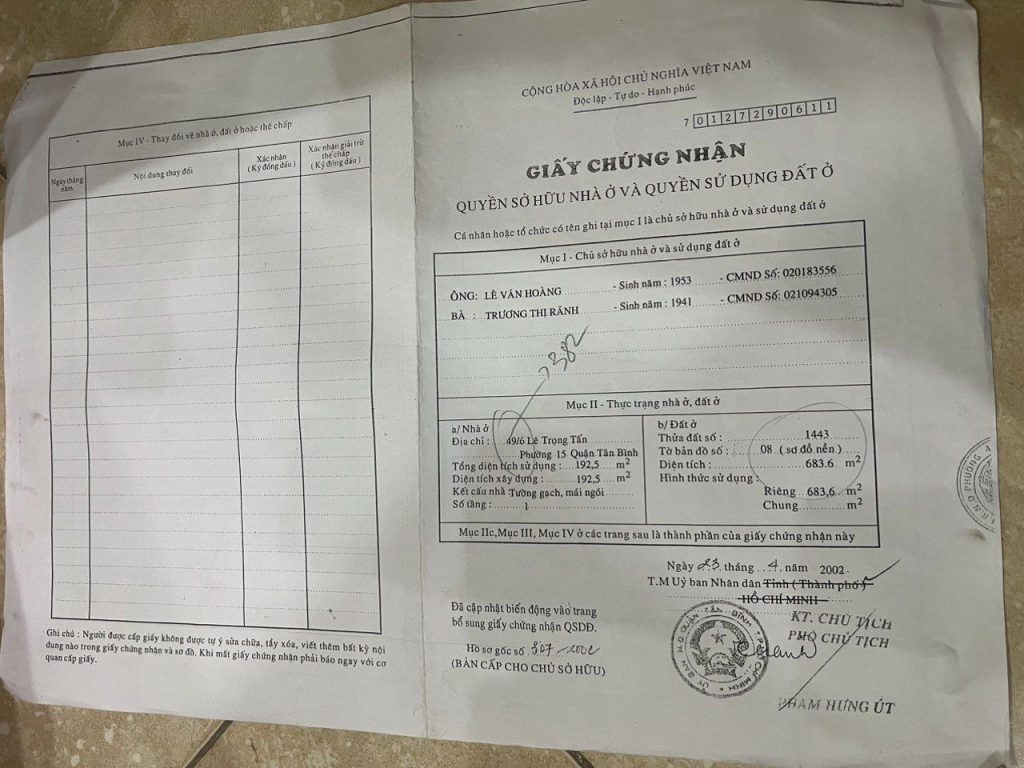 Mục IV - Thay đổi về nhà ở, đất ở hoặc thế chấp
Ngày tháng năm
Nội dung thay đổi
Xác nhận
( Ký đóng dấu )
Xác nhận giải trừ
thế chấp
( Ký đóng dấu )
Ghi chú : Người được cấp giấy không được tự ý sửa chữa, tẩy xóa, viết thêm bất kỳ nội
dung nào trong giấy chứng nhận và sơ đồ. Khi mất giấy chứng nhận phải báo ngay với cơ
quan cấp giấy.
CỘNG HÒA XÃ HỘI CHỦ NGHĨA VIỆT NAM
Độc lập - Tự do - Hạnh phúc
7 0 1 2 7 2 9 0 6 1 1
GIẤY CHỨNG NHẬN
QUYỀN SỞ HỮU NHÀ Ở VÀ QUYỀN SỬ DỤNG ĐẤT Ở
Cá nhân hoặc tổ chức có tên ghi tại mục I là chủ sở hữu nhà ở và sử dụng đất ở
Mục I - Chủ sở hữu nhà ở và sử dụng đất ở
ÔNG: LÊ VĂN HOÀNG - Sinh năm : 1953 - CMND Số: 020183556
BÀ : TRƯƠNG THỊ RẢNH - Sinh năm : 1941 - CMND Số: 021094305
382
Mục II - Thực trạng nhà ở, đất ở
a/ Nhà ở
Địa chỉ : 49/6 Lê Trọng Tấn
Phường 15 Quận Tân Bình
Tổng diện tích sử dụng : 192,5 m2
Diện tích xây dựng : 192,5 m2
Kết cấu nhà Tường gạch, mái ngói
Số tầng : 1
b/ Đất ở
Thửa đất số : 1443
Tờ bản đồ số : 08 ( sơ đồ nền )
Diện tích : 683.6 m2
Hình thức sử dụng :
Riêng 683,6 m2
Chung m2
Mục IIc,Mục III, Mục IV ở các trang sau là thành phần của giấy chứng nhận này
Ngày 23 tháng 4 năm 2002
T.M Uỷ ban Nhân dân Tỉnh ( Thành phố )
HỒ CHÍ MINH
KT. CHỦ TỊCH
PHÓ CHỦ TỊCH
PHẠM HƯNG ÚT
Đã cập nhật biến động vào trang
bổ sung giấy chứng nhận QSDĐ.
Hồ sơ gốc số
(BẢN CẤP CHO CHỦ SỞ HỮU)